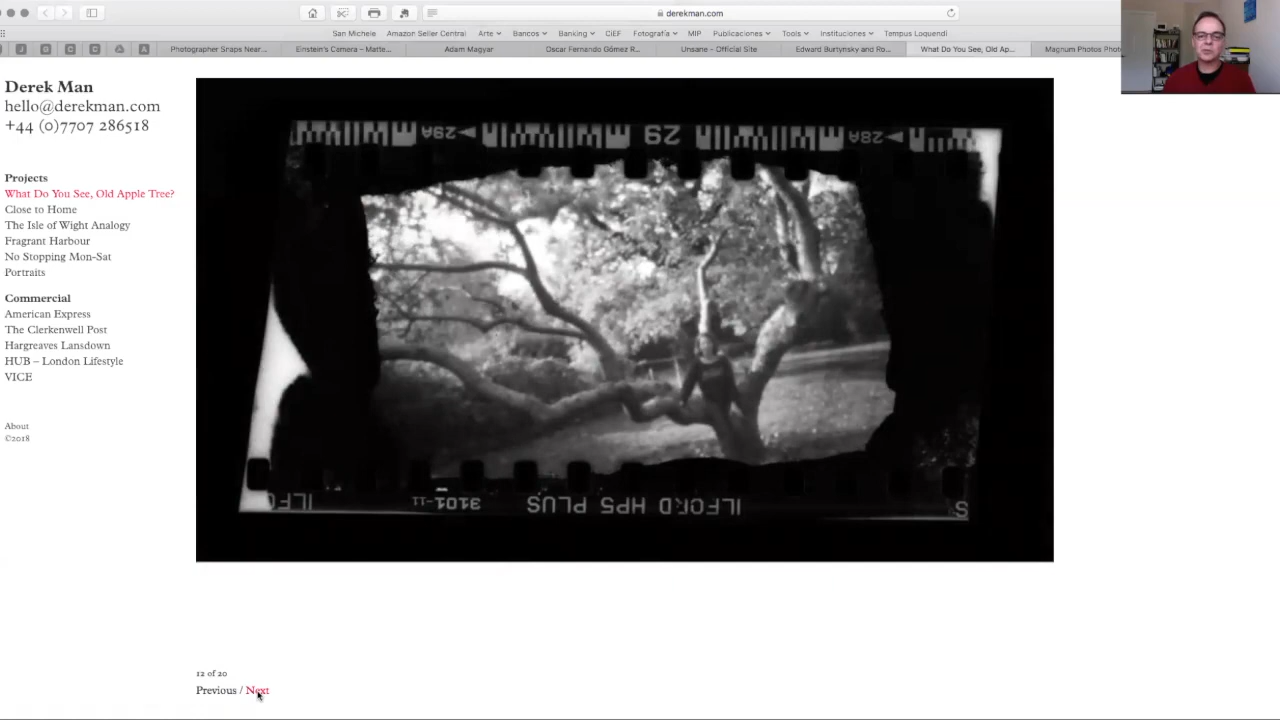 derekman.com
San Michele Amazon Seller Central Arte Bancos Banking CIEF Fotografía MIP Publicaciones Tools Instituciones Tempus Loquendi
Photographer Snaps Near... Einstein's Camera – Matte... Adam Magyar Oscar Fernando Gómez R... Unsane - Official Site Edward Burtynsky and Ro... What Do You See, Old Ap... Magnum Photos Phot
Derek Man
hello@derekman.com
+44 (0)7707 286518
Projects
What Do You See, Old Apple Tree?
Close to Home
The Isle of Wight Analogy
Fragrant Harbour
No Stopping Mon-Sat
Portraits
Commercial
American Express
The Clerkenwell Post
Hargreaves Lansdown
HUB – London Lifestyle
VICE
About
©2018
29A 29 28A
3101-11 ILFORD HP5 PLUS
12 of 20
Previous / Next